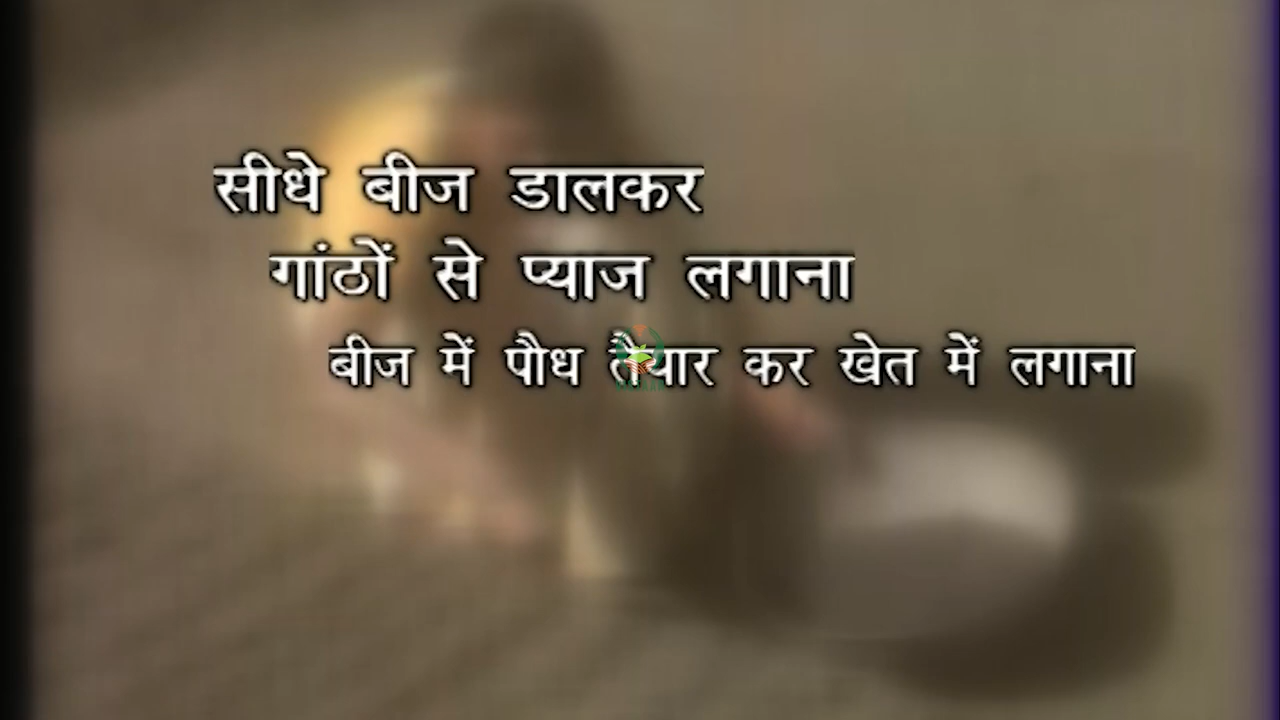 सीधे बीज डालकर
गांठों से प्याज लगाना
बीज में पौध तैयार कर खेत में लगाना